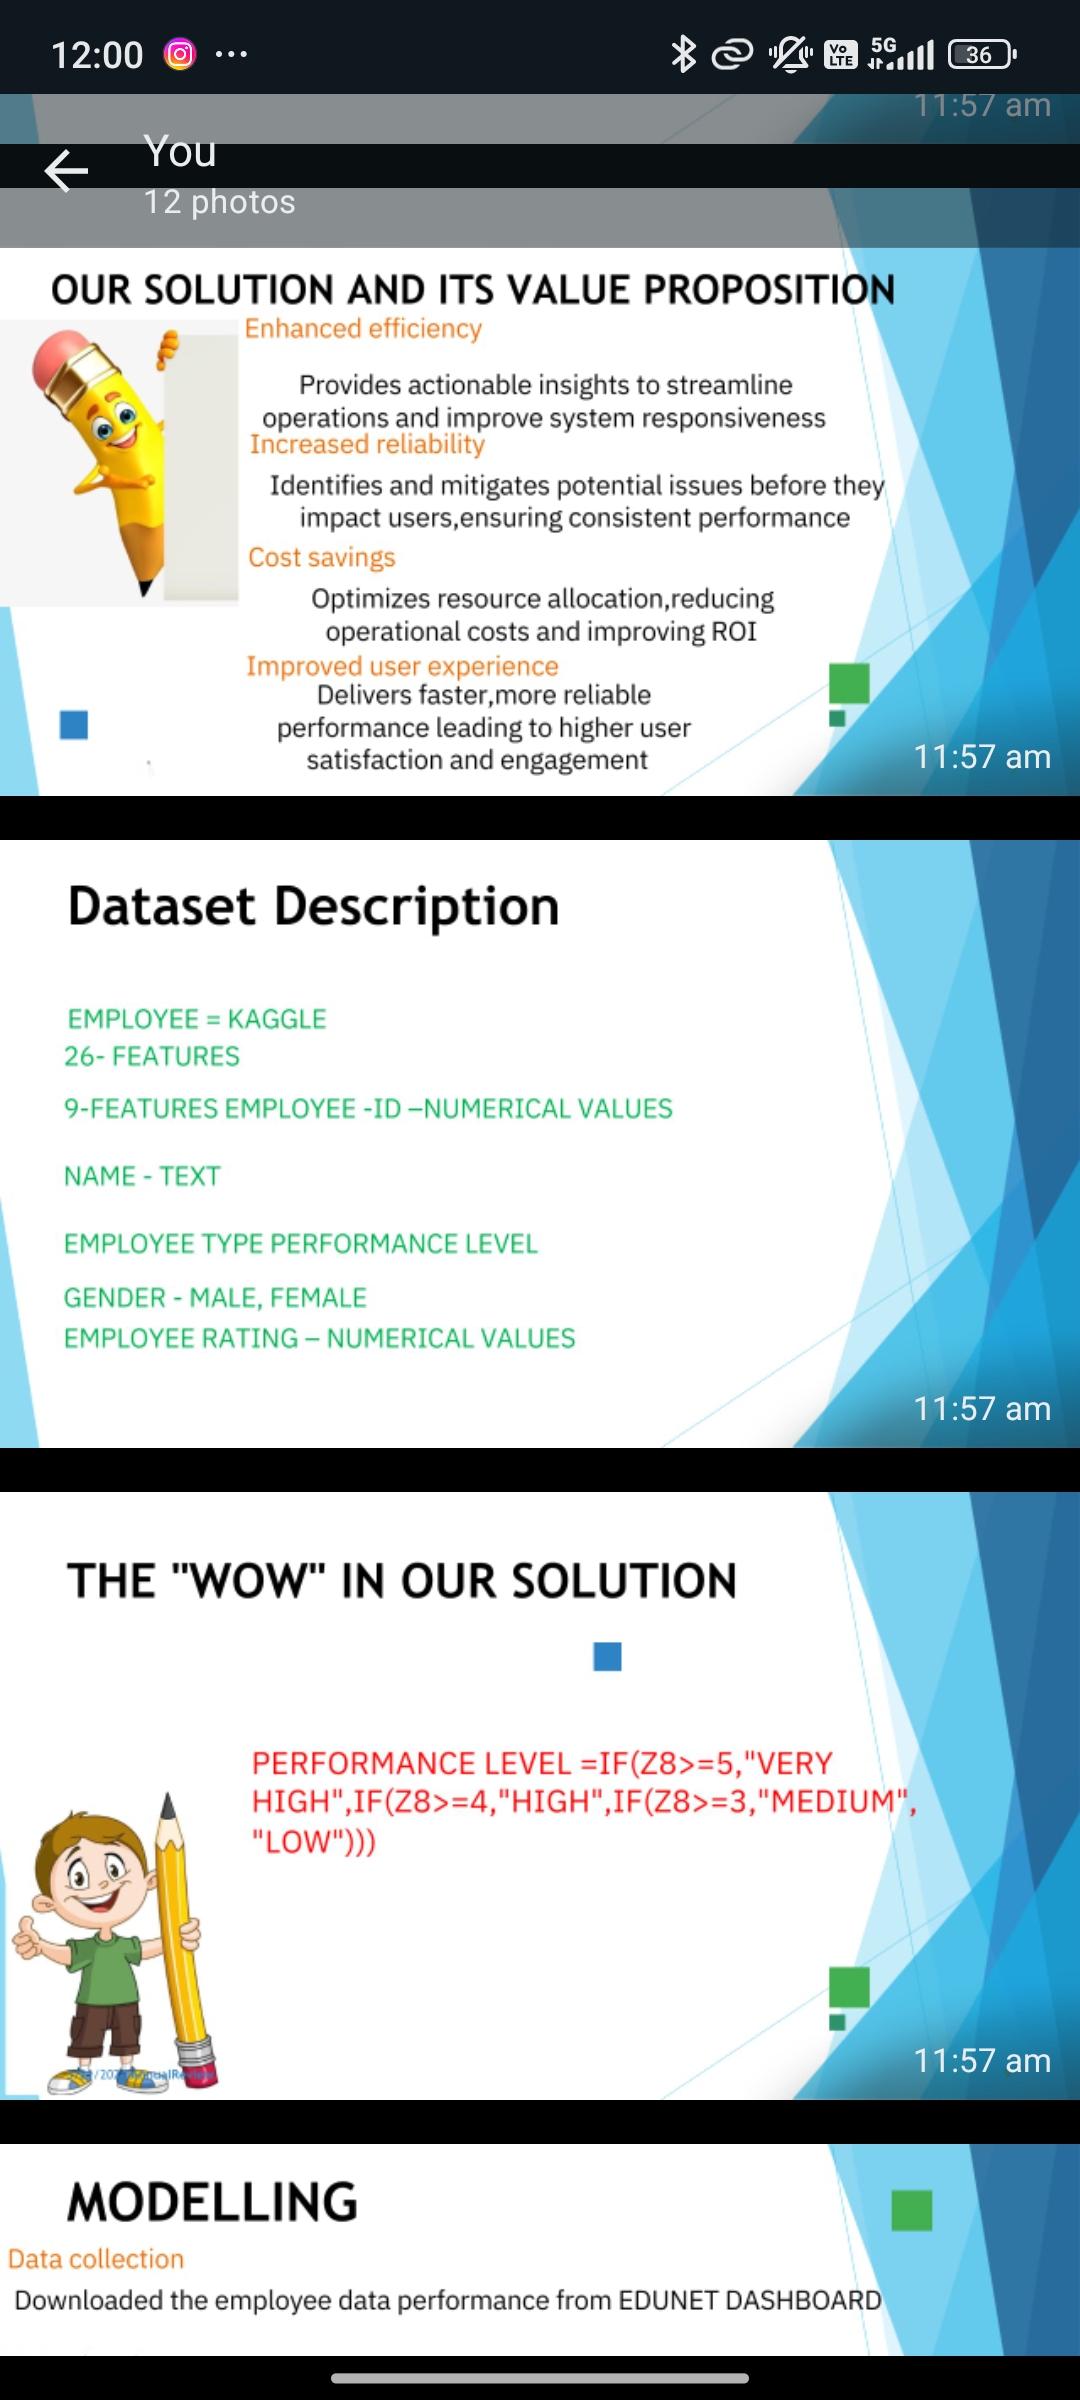 12:00
Vo LTE 5G 36
11:57 am
You
12 photos
OUR SOLUTION AND ITS VALUE PROPOSITION
Enhanced efficiency
Provides actionable insights to streamline
operations and improve system responsiveness
Increased reliability
Identifies and mitigates potential issues before they
impact users,ensuring consistent performance
Cost savings
Optimizes resource allocation,reducing
operational costs and improving ROI
Improved user experience
Delivers faster,more reliable
performance leading to higher user
satisfaction and engagement
11:57 am
Dataset Description
EMPLOYEE = KAGGLE
26- FEATURES
9-FEATURES EMPLOYEE -ID –NUMERICAL VALUES
NAME - TEXT
EMPLOYEE TYPE PERFORMANCE LEVEL
GENDER - MALE, FEMALE
EMPLOYEE RATING – NUMERICAL VALUES
11:57 am
THE "WOW" IN OUR SOLUTION
PERFORMANCE LEVEL =IF(Z8>=5,"VERY
HIGH",IF(Z8>=4,"HIGH",IF(Z8>=3,"MEDIUM",
"LOW")))
11:57 am
MODELLING
Data collection
Downloaded the employee data performance from EDUNET DASHBOARD